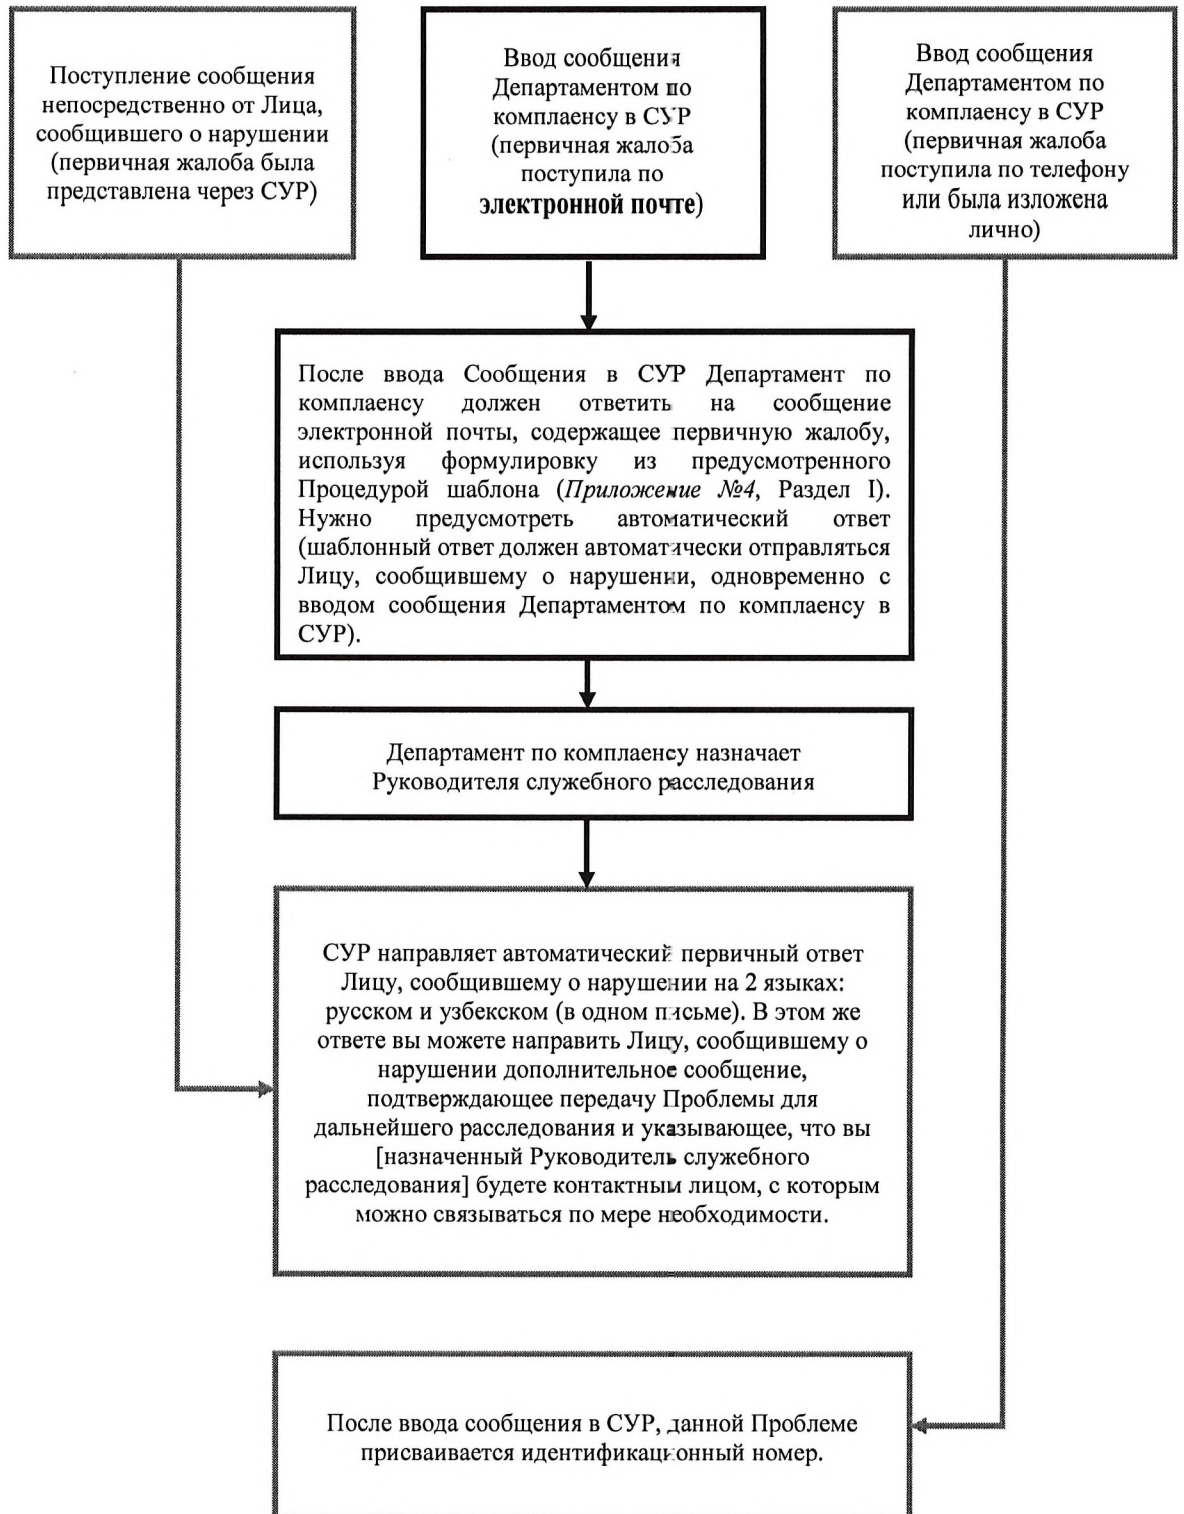 Поступление сообщения
непосредственно от Лица,
сообщившего о нарушении
(первичная жалоба была
представлена через СУР)
Ввод сообщения
Департаментом по
комплаенсу в СУР
(первичная жалоба
поступила по
электронной почте)
Ввод сообщения
Департаментом по
комплаенсу в СУР
(первичная жалоба
поступила по телефону
или была изложена
лично)
После ввода Сообщения в СУР Департамент по
комплаенсу должен ответить на сообщение
электронной почты, содержащее первичную жалобу,
используя формулировку из предусмотренного
Процедурой шаблона (Приложение №4, Раздел I).
Нужно предусмотреть автоматический ответ
(шаблонный ответ должен автоматически отправляться
Лицу, сообщившему о нарушении, одновременно с
вводом сообщения Департаментом по комплаенсу в
СУР).
Департамент по комплаенсу назначает
Руководителя служебного расследования
СУР направляет автоматический первичный ответ
Лицу, сообщившему о нарушении на 2 языках:
русском и узбекском (в одном письме). В этом же
ответе вы можете направить Лицу, сообщившему о
нарушении дополнительное сообщение,
подтверждающее передачу Проблемы для
дальнейшего расследования и указывающее, что вы
[назначенный Руководитель служебного
расследования] будете контактным лицом, с которым
можно связываться по мере необходимости.
После ввода сообщения в СУР, данной Проблеме
присваивается идентификационный номер.